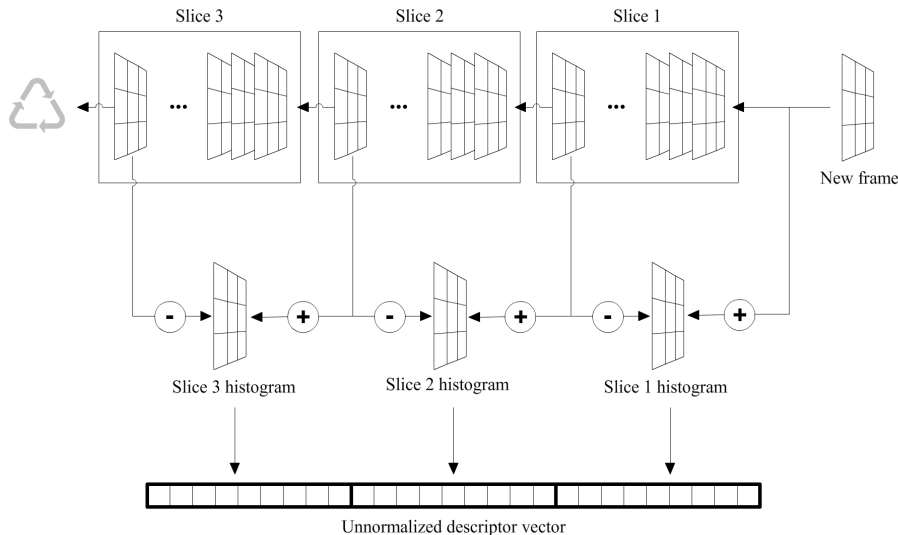 Slice 3
Slice 2
Slice 1
...
...
...
New frame
-
+
-
+
-
+
Slice 3 histogram
Slice 2 histogram
Slice 1 histogram
Unnormalized descriptor vector